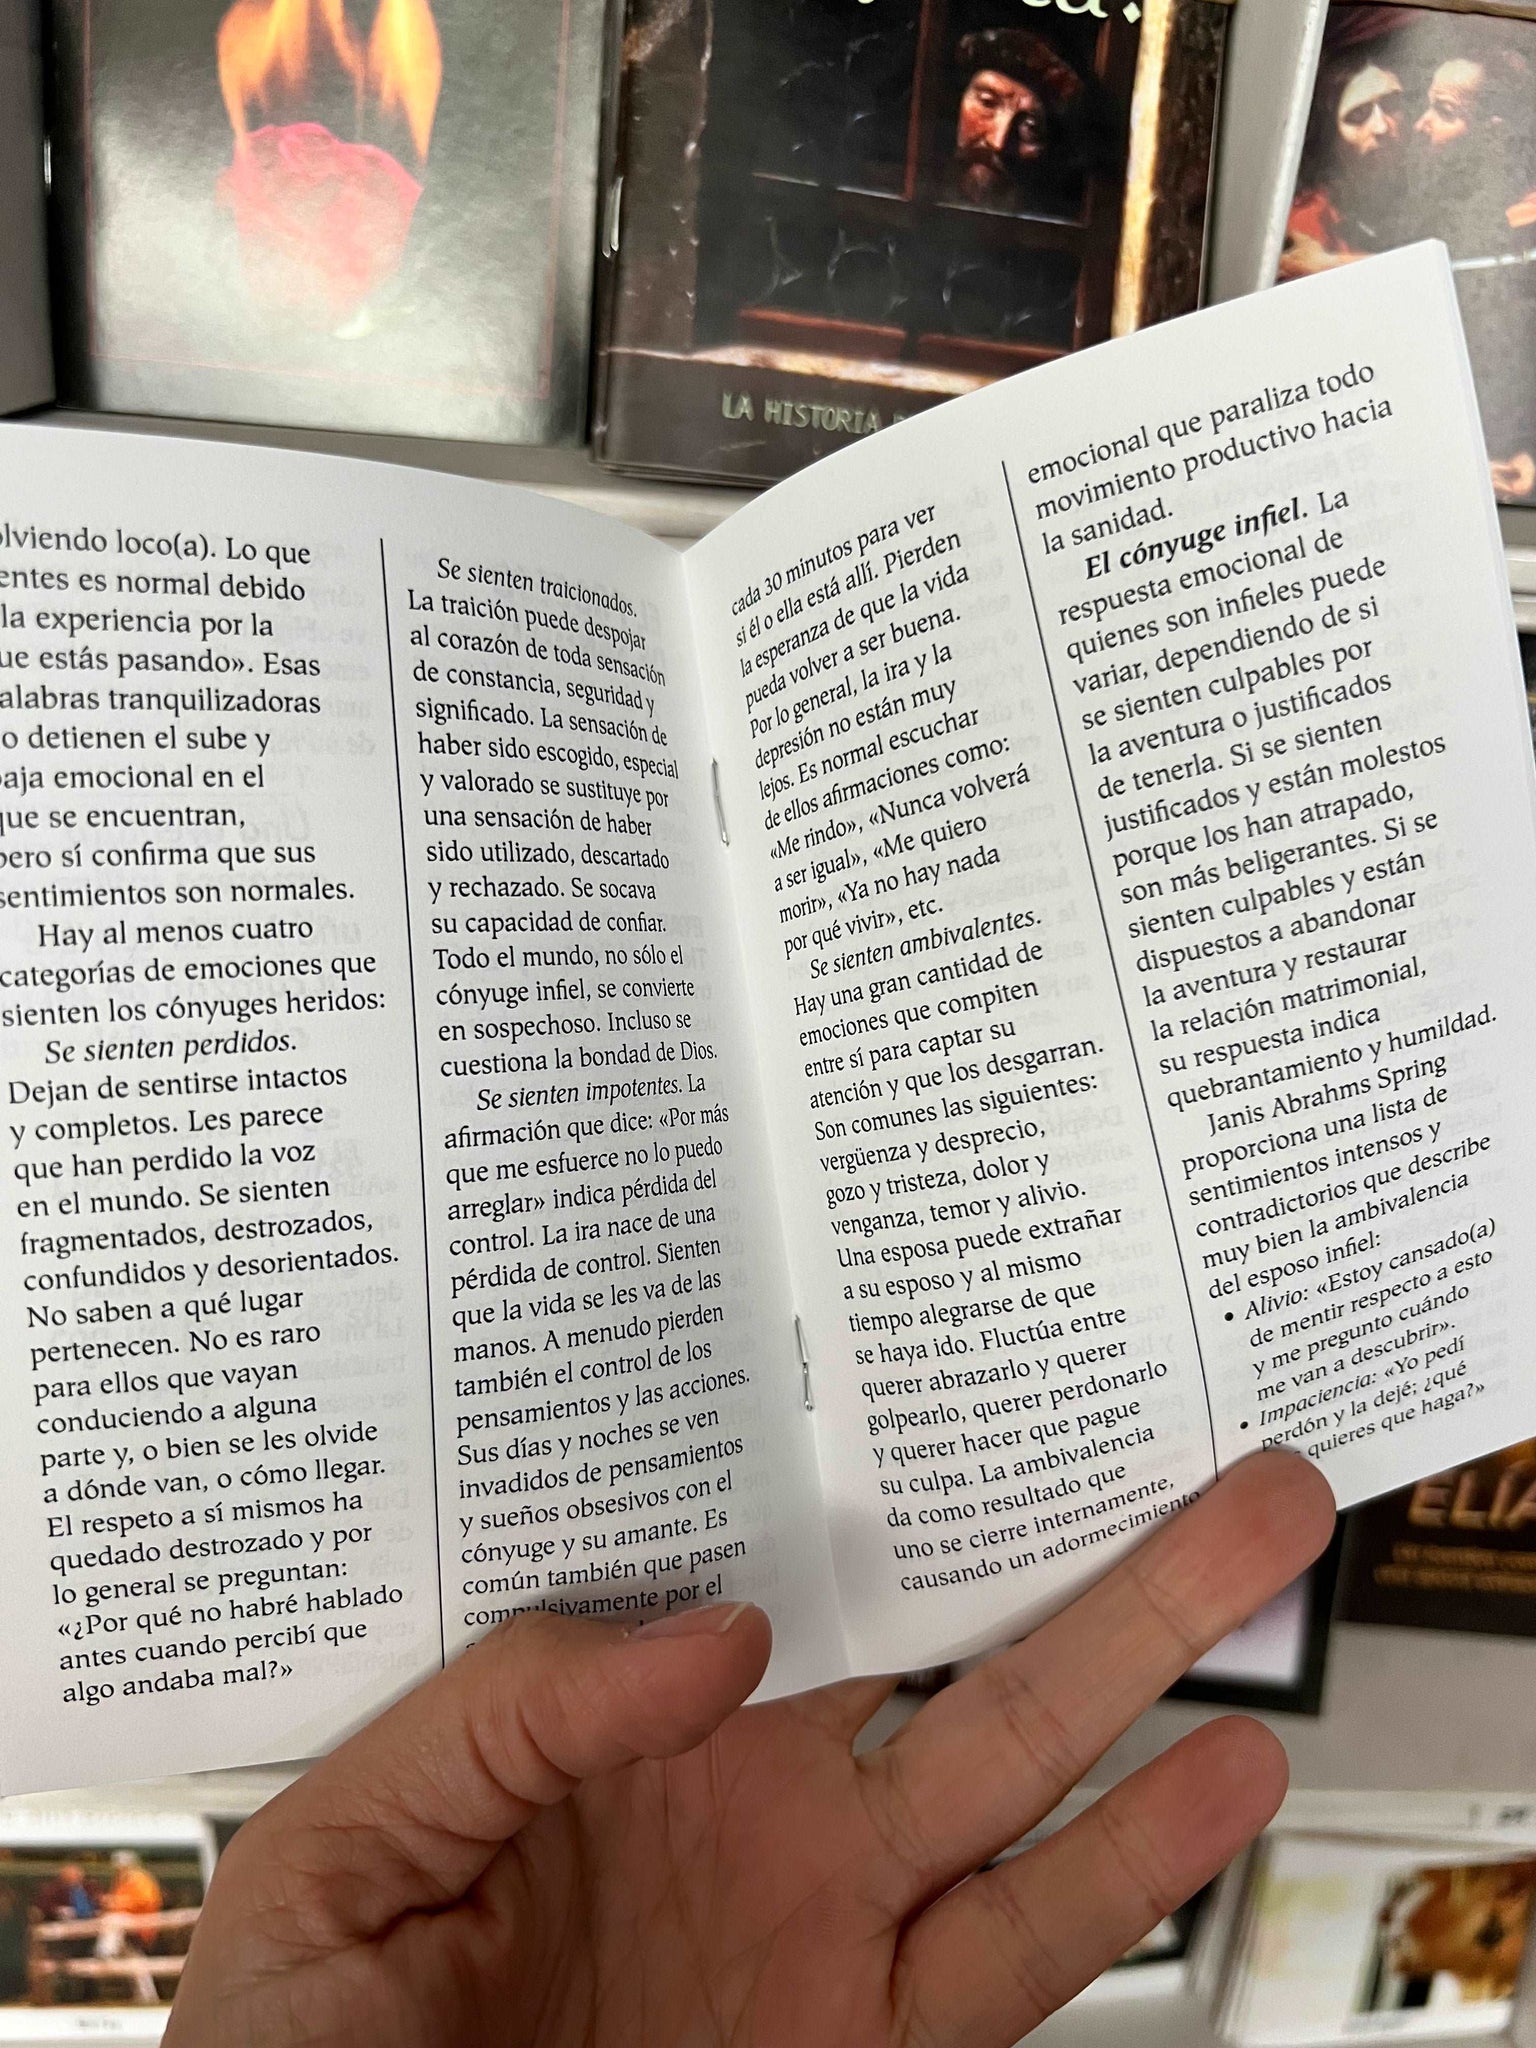 LA HISTORIA
loco(a). Lo que
es normal debido
la experiencia por la
estás pasando». Esas
tranquilizadoras
detienen el sube y
emocional en el
que se encuentran,
pero sí confirma que sus
sentimientos son normales.
Hay al menos cuatro
categorías de emociones que
sienten los cónyuges heridos:
Se sienten perdidos.
Dejan de sentirse intactos
y completos. Les parece
que han perdido la voz
en el mundo. Se sienten
fragmentados, destrozados,
confundidos y desorientados.
No saben a qué lugar
pertenecen. No es raro
para ellos que vayan
conduciendo a alguna
parte y, o bien se les olvide
a dónde van, o cómo llegar.
El respeto a sí mismos ha
quedado destrozado y por
lo general se preguntan:
«¿Por qué no habré hablado
antes cuando percibí que
algo andaba mal?»
Se sienten traicionados.
La traición puede despojar
al corazón de toda sensación
de constancia, seguridad y
significado. La sensación de
haber sido escogido, especial
y valorado se sustituye por
una sensación de haber
sido utilizado, descartado
y rechazado. Se socava
su capacidad de confiar.
Todo el mundo, no sólo el
cónyuge infiel, se convierte
en sospechoso. Incluso se
cuestiona la bondad de Dios.
Se sienten impotentes. La
afirmación que dice: «Por más
que me esfuerce no lo puedo
arreglar» indica pérdida del
control. La ira nace de una
pérdida de control. Sienten
que la vida se les va de las
manos. A menudo pierden
también el control de los
pensamientos y las acciones.
Sus días y noches se ven
invadidos de pensamientos
y sueños obsesivos con el
cónyuge y su amante. Es
común también que pasen
compulsivamente por el
cada 30 minutos para ver
si él o ella está allí. Pierden
la esperanza de que la vida
pueda volver a ser buena.
Por lo general, la ira y la
depresión no están muy
lejos. Es normal escuchar
de ellos afirmaciones como:
«Me rindo», «Nunca volverá
a ser igual», «Me quiero
morir», «Ya no hay nada
por qué vivir», etc.
Se sienten ambivalentes.
Hay una gran cantidad de
emociones que compiten
entre sí para captar su
atención y que los desgarran.
Son comunes las siguientes:
vergüenza y desprecio,
gozo y tristeza, dolor y
venganza, temor y alivio.
Una esposa puede extrañar
a su esposo y al mismo
tiempo alegrarse de que
se haya ido. Fluctúa entre
querer abrazarlo y querer
golpearlo, querer perdonarlo
y querer hacer que pague
su culpa. La ambivalencia
da como resultado que
uno se cierre internamente,
causando un adormecimiento
emocional que paraliza todo
movimiento productivo hacia
la sanidad.
El cónyuge infiel. La
respuesta emocional de
quienes son infieles puede
variar, dependiendo de si
se sienten culpables por
la aventura o justificados
de tenerla. Si se sienten
justificados y están molestos
porque los han atrapado,
son más beligerantes. Si se
sienten culpables y están
dispuestos a abandonar
la aventura y restaurar
la relación matrimonial,
su respuesta indica
quebrantamiento y humildad.
Janis Abrahms Spring
proporciona una lista de
sentimientos intensos y
contradictorios que describe
muy bien la ambivalencia
del esposo infiel:
• Alivio: «Estoy cansado(a)
de mentir respecto a esto
y me pregunto cuándo
me van a descubrir».
• Impaciencia: «Yo pedí
perdón y la dejé; ¿qué
quieres que haga?»